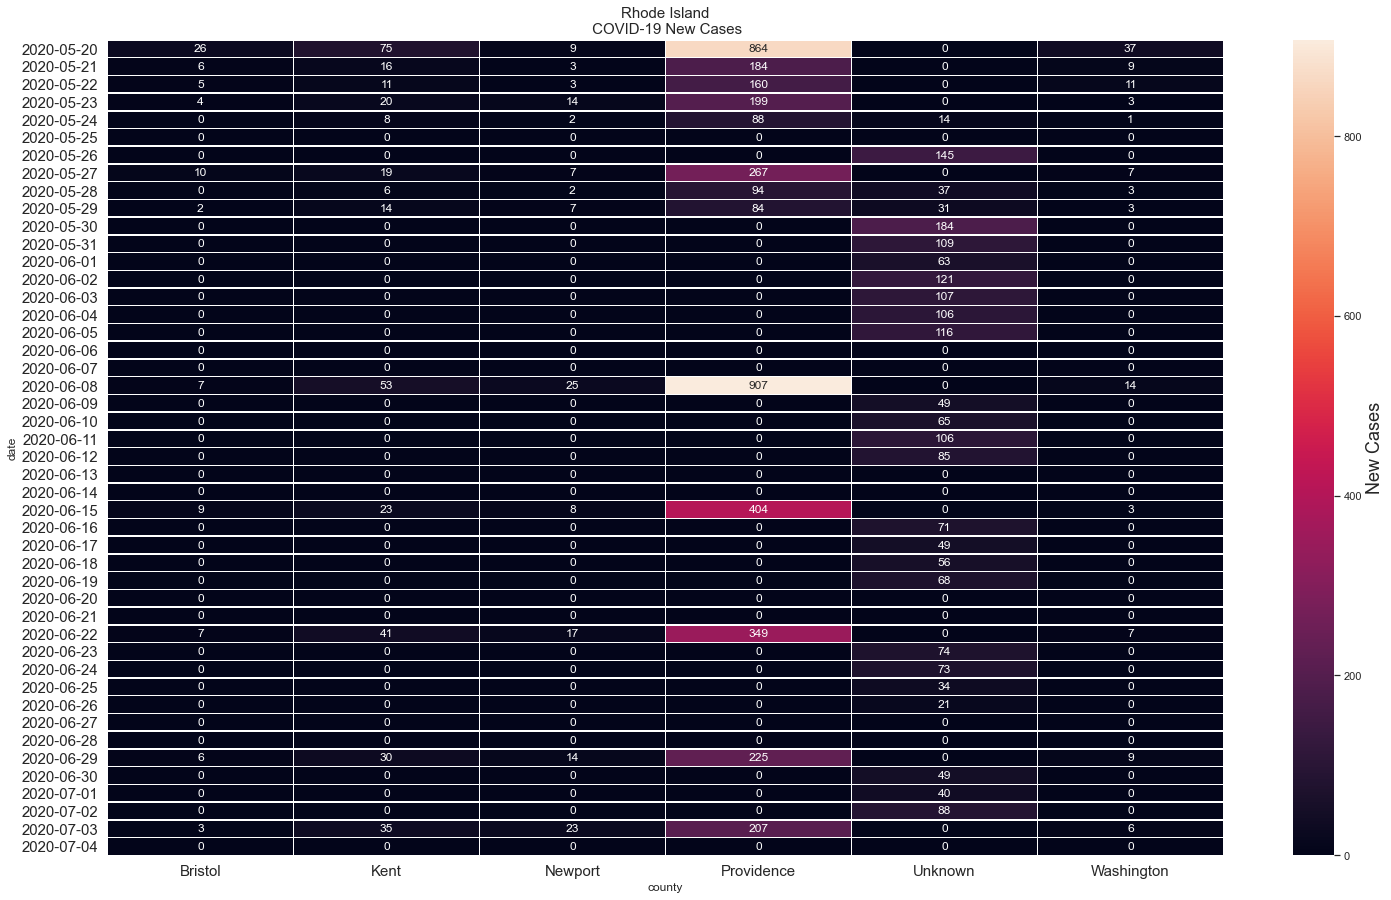 Rhode Island
COVID-19 New Cases
2020-05-20 26 75 9 864 0 37
2020-05-21 6 16 3 184 0 9
2020-05-22 5 11 3 160 0 11
2020-05-23 4 20 14 199 0 3
2020-05-24 0 8 2 88 14 1
2020-05-25 0 0 0 0 0 0
2020-05-26 0 0 0 0 145 0
2020-05-27 10 19 7 267 0 7
2020-05-28 0 6 2 94 37 3
2020-05-29 2 14 7 84 31 3
2020-05-30 0 0 0 0 184 0
2020-05-31 0 0 0 0 109 0
2020-06-01 0 0 0 0 63 0
2020-06-02 0 0 0 0 121 0
2020-06-03 0 0 0 0 107 0
2020-06-04 0 0 0 0 106 0
2020-06-05 0 0 0 0 116 0
2020-06-06 0 0 0 0 0 0
2020-06-07 0 0 0 0 0 0
2020-06-08 7 53 25 907 0 14
2020-06-09 0 0 0 0 49 0
2020-06-10 0 0 0 0 65 0
2020-06-11 0 0 0 0 106 0
2020-06-12 0 0 0 0 85 0
2020-06-13 0 0 0 0 0 0
2020-06-14 0 0 0 0 0 0
2020-06-15 9 23 8 404 0 3
2020-06-16 0 0 0 0 71 0
2020-06-17 0 0 0 0 49 0
2020-06-18 0 0 0 0 56 0
2020-06-19 0 0 0 0 68 0
2020-06-20 0 0 0 0 0 0
2020-06-21 0 0 0 0 0 0
2020-06-22 7 41 17 349 0 7
2020-06-23 0 0 0 0 74 0
2020-06-24 0 0 0 0 73 0
2020-06-25 0 0 0 0 34 0
2020-06-26 0 0 0 0 21 0
2020-06-27 0 0 0 0 0 0
2020-06-28 0 0 0 0 0 0
2020-06-29 6 30 14 225 0 9
2020-06-30 0 0 0 0 49 0
2020-07-01 0 0 0 0 40 0
2020-07-02 0 0 0 0 88 0
2020-07-03 3 35 23 207 0 6
2020-07-04 0 0 0 0 0 0
Bristol Kent Newport Providence Unknown Washington
county
date
800
600
400
200
0
New Cases